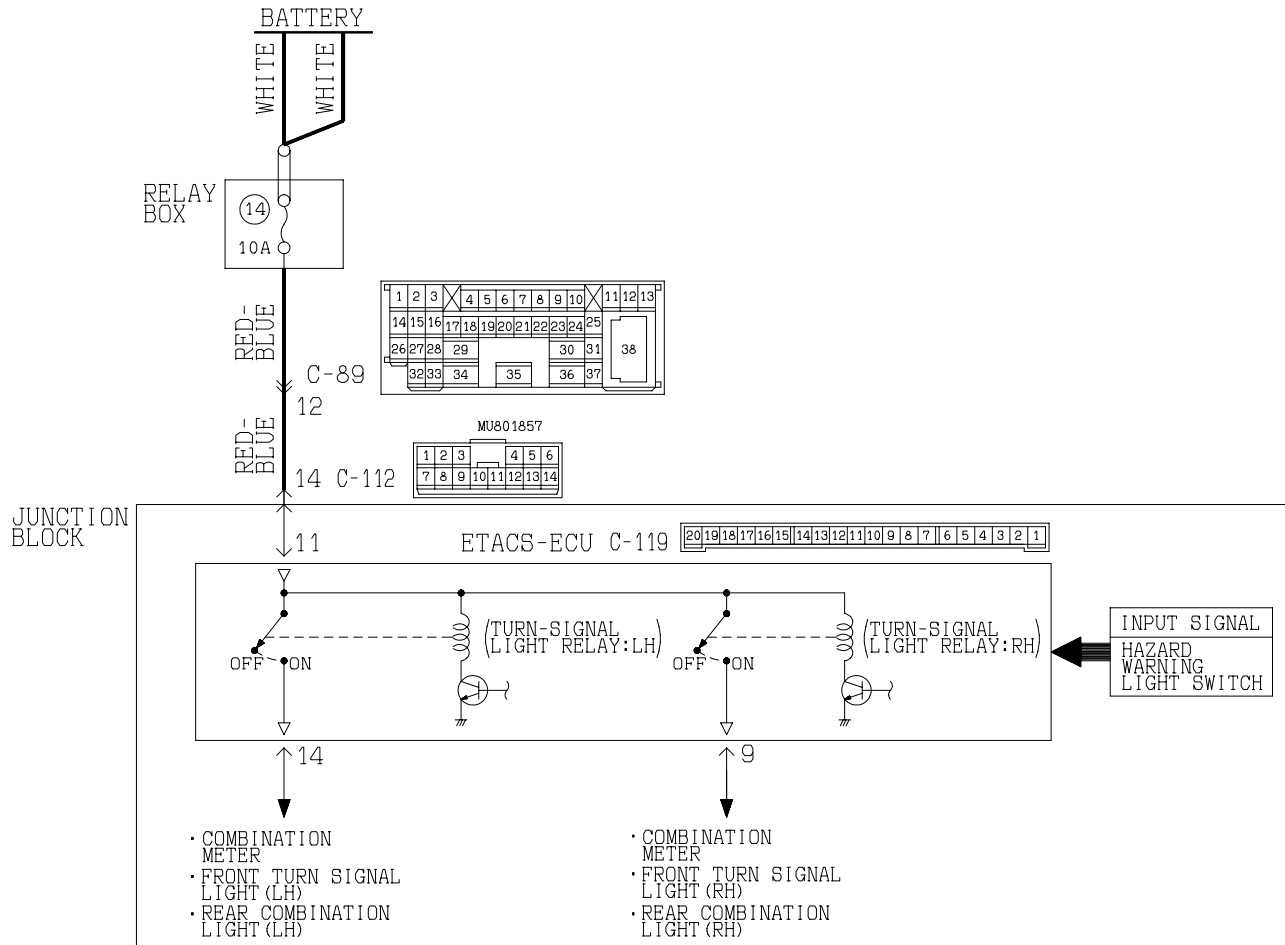 BATTERY
WHITE
WHITE
RELAY
BOX
14
10A
RED-
BLUE
C-89
12
1 2 3 4 5 6 7 8 9 10 11 12 13
14 15 16 17 18 19 20 21 22 23 24 25
26 27 28 29 30 31 38
32 33 34 35 36 37
RED-
BLUE
14 C-112
MU801857
1 2 3 4 5 6
7 8 9 10 11 12 13 14
JUNCTION
BLOCK
11
ETACS-ECU C-119
20 19 18 17 16 15 14 13 12 11 10 9 8 7 6 5 4 3 2 1
OFF ON
(TURN-SIGNAL
LIGHT RELAY:LH)
OFF ON
(TURN-SIGNAL
LIGHT RELAY:RH)
INPUT SIGNAL
HAZARD
WARNING
LIGHT SWITCH
14
9
· COMBINATION
METER
· FRONT TURN SIGNAL
LIGHT(LH)
· REAR COMBINATION
LIGHT(LH)
· COMBINATION
METER
· FRONT TURN SIGNAL
LIGHT(RH)
· REAR COMBINATION
LIGHT(RH)